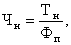 Чн = Тн / Фп,